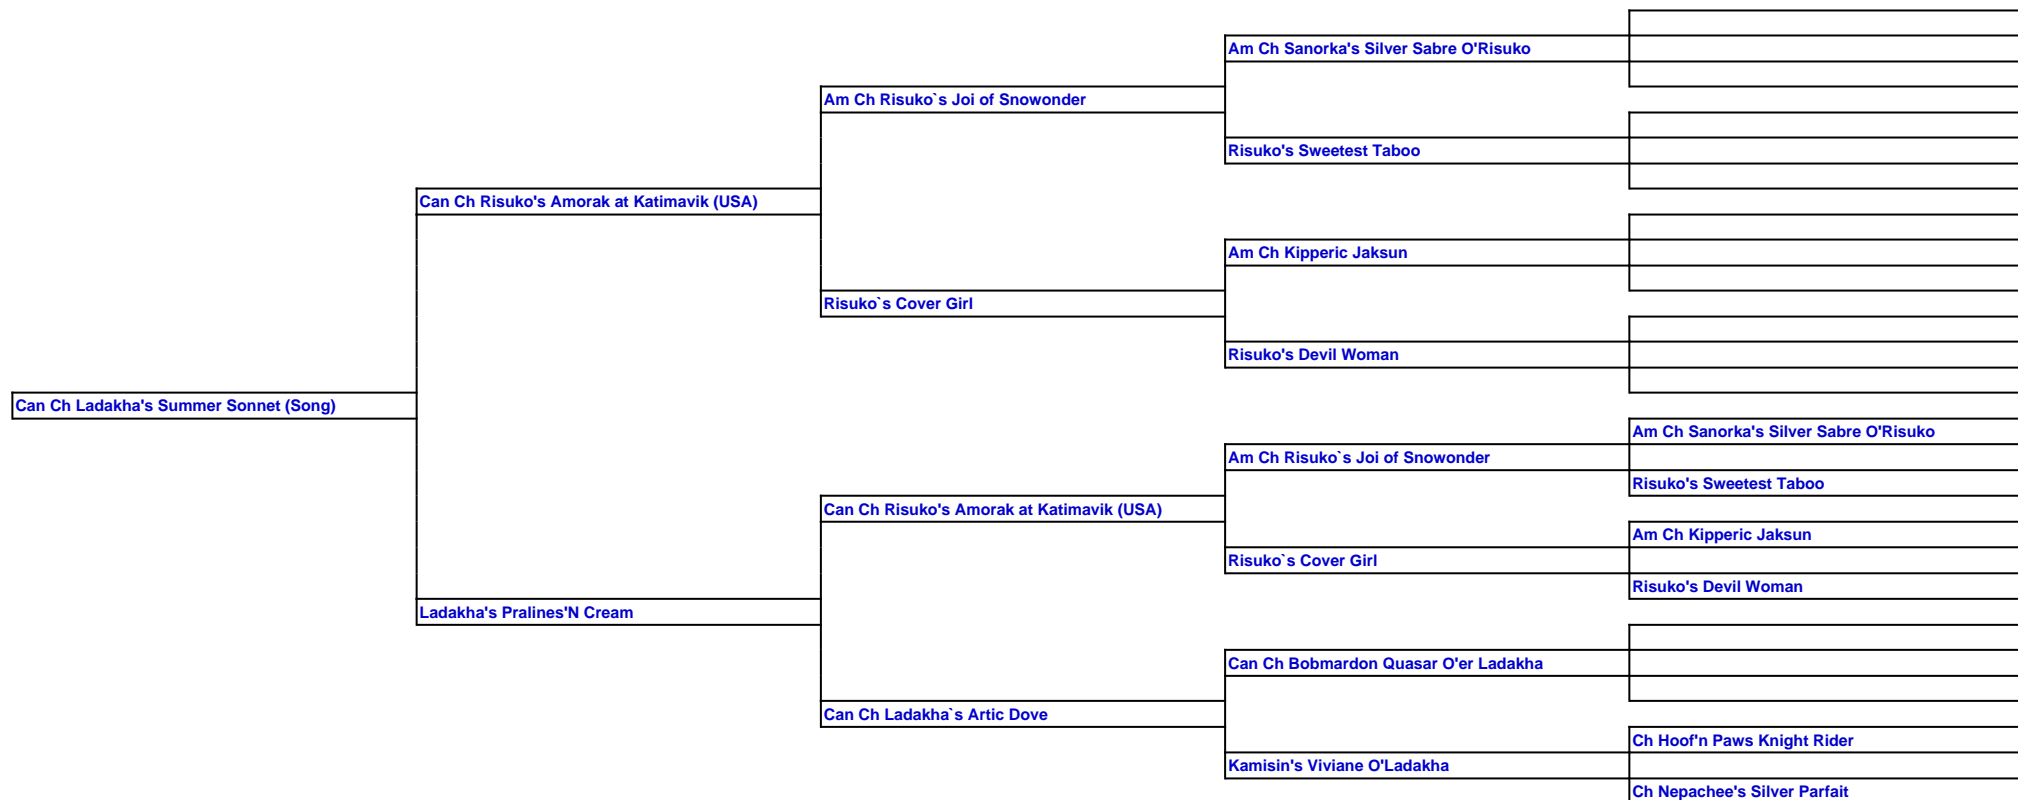 Am Ch Sanorka's Silver Sabre O'Risuko
Am Ch Risuko`s Joi of Snowonder
Risuko's Sweetest Taboo
Can Ch Risuko's Amorak at Katimavik (USA)
Am Ch Kipperic Jaksun
Risuko`s Cover Girl
Risuko's Devil Woman
Can Ch Ladakha's Summer Sonnet (Song)
Am Ch Sanorka's Silver Sabre O'Risuko
Am Ch Risuko`s Joi of Snowonder
Risuko's Sweetest Taboo
Can Ch Risuko's Amorak at Katimavik (USA)
Am Ch Kipperic Jaksun
Risuko`s Cover Girl
Risuko's Devil Woman
Ladakha's Pralines'N Cream
Can Ch Bobmardon Quasar O'er Ladakha
Can Ch Ladakha`s Artic Dove
Ch Hoof'n Paws Knight Rider
Kamisin's Viviane O'Ladakha
Ch Nepachee's Silver Parfait